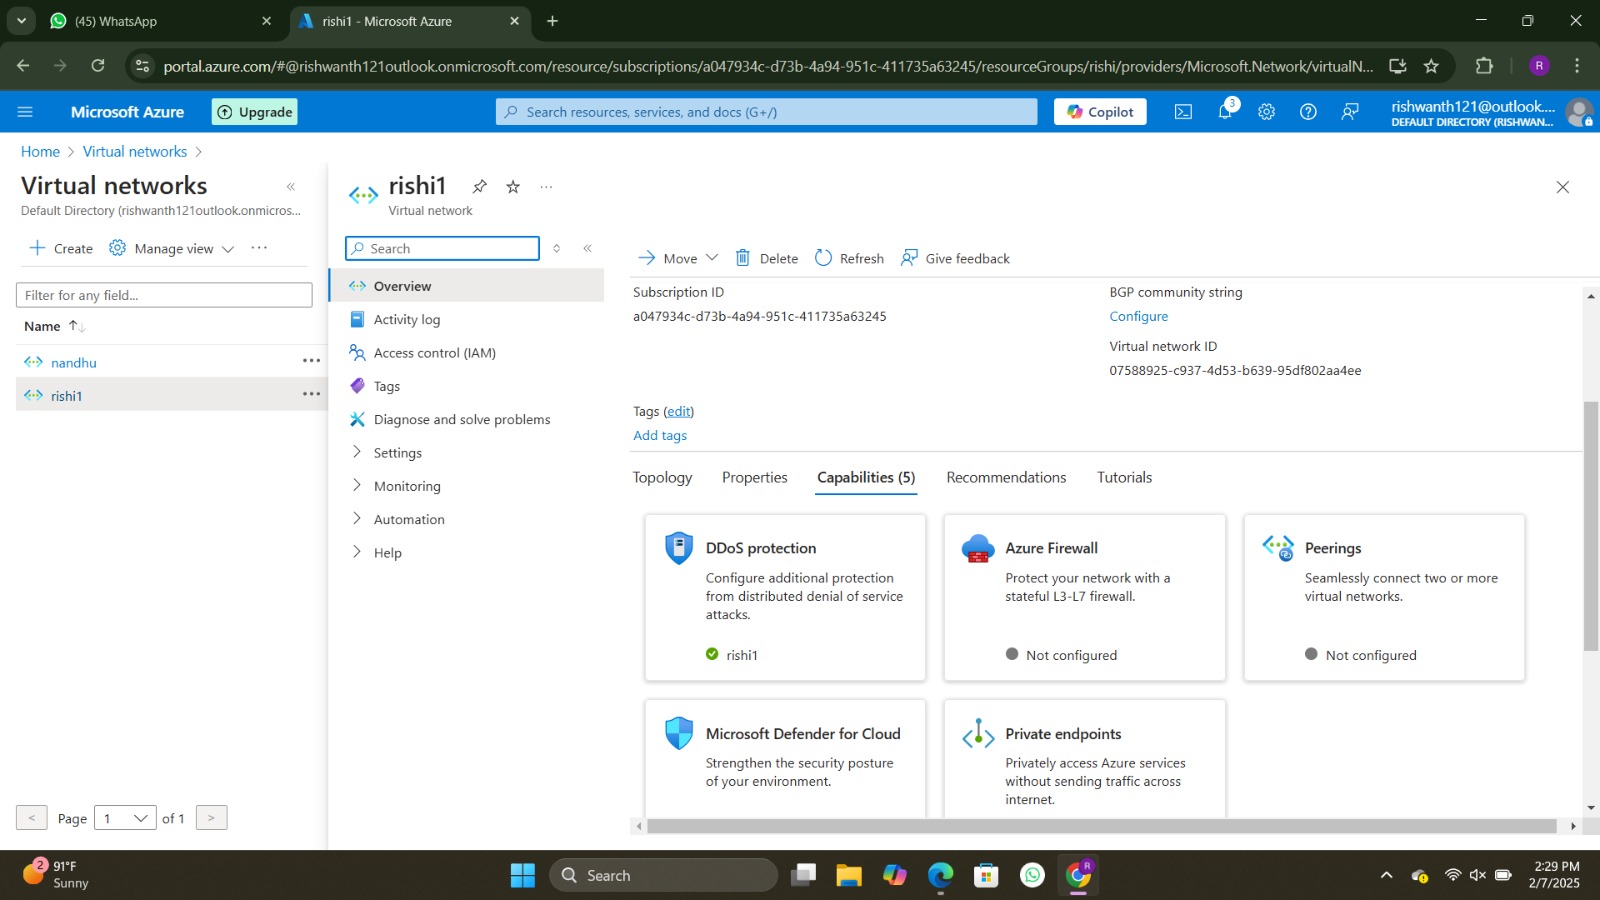 (45) WhatsApp
rishi1 - Microsoft Azure
portal.azure.com/#@rishwanth121outlook.onmicrosoft.com/resource/subscriptions/a047934c-d73b-4a94-951c-411735a63245/resourceGroups/rishi/providers/Microsoft.Network/virtualN...
R
Microsoft Azure
Upgrade
Search resources, services, and docs (G+/)
Copilot
3
rishwanth121@outlook....
DEFAULT DIRECTORY (RISHWAN...
Home > Virtual networks >
Virtual networks
Default Directory (rishwanth121outlook.onmicros...
Create
Manage view
Filter for any field...
Name
nandhu
rishi1
Page 1 of 1
rishi1
Virtual network
Search
Overview
Activity log
Access control (IAM)
Tags
Diagnose and solve problems
Settings
Monitoring
Automation
Help
Move
Delete
Refresh
Give feedback
Subscription ID
a047934c-d73b-4a94-951c-411735a63245
BGP community string
Configure
Virtual network ID
07588925-c937-4d53-b639-95df802aa4ee
Tags (edit)
Add tags
Topology
Properties
Capabilities (5)
Recommendations
Tutorials
DDoS protection
Configure additional protection
from distributed denial of service
attacks.
rishi1
Azure Firewall
Protect your network with a
stateful L3-L7 firewall.
Not configured
Peerings
Seamlessly connect two or more
virtual networks.
Not configured
Microsoft Defender for Cloud
Strengthen the security posture
of your environment.
Private endpoints
Privately access Azure services
without sending traffic across
internet.
2
91°F
Sunny
Search
R
2:29 PM
2/7/2025